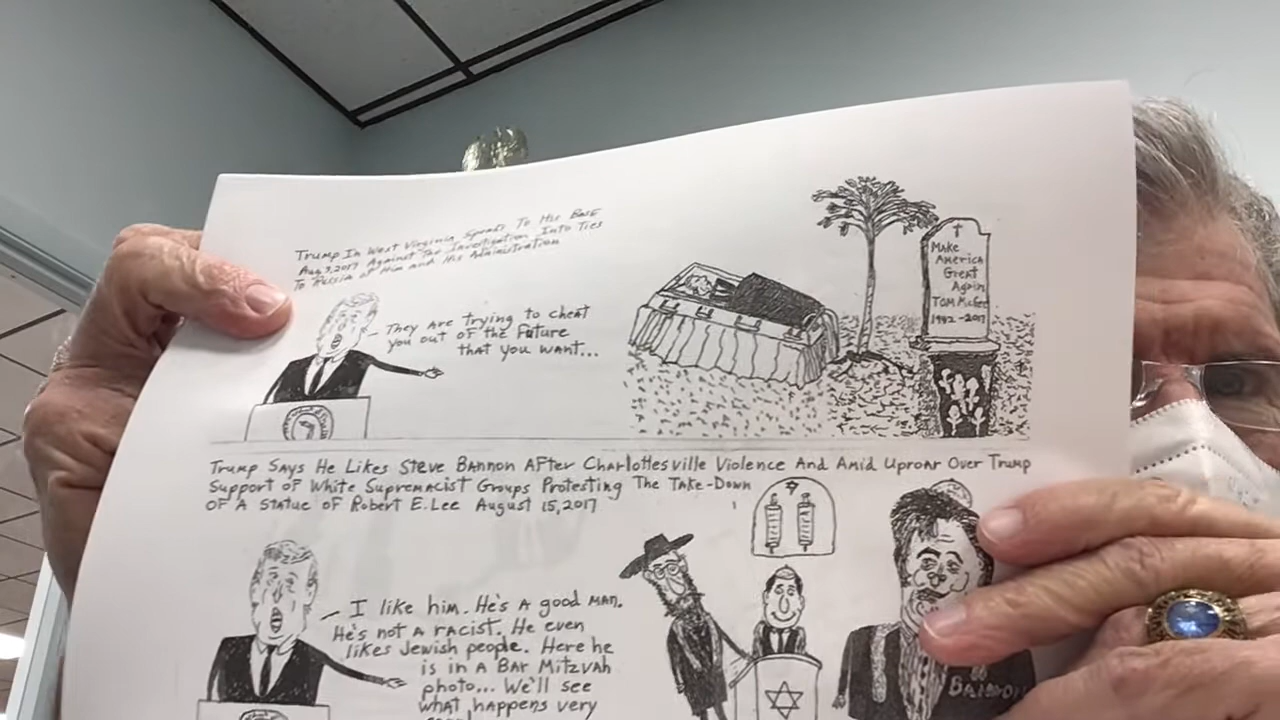 Trump In West Virginia Speaks To His Base
Aug 3, 2017 Against The Investigation Into Ties
To Russia of Him and His Administration
They are trying to cheat
you out of the Future
that you want...
Make
America
Great
Again
Tom McGee
1942-2017
Trump Says He Likes Steve Bannon After Charlottesville Violence And Amid Uproar Over Trump
Support of White Supremacist Groups Protesting The Take-Down
Of A Statue of Robert E. Lee August 15, 2017
I like him. He's a good man.
He's not a racist. He even
likes Jewish people. Here he
is in a Bar Mitzvah
photo... We'll see
what happens very
Bannon